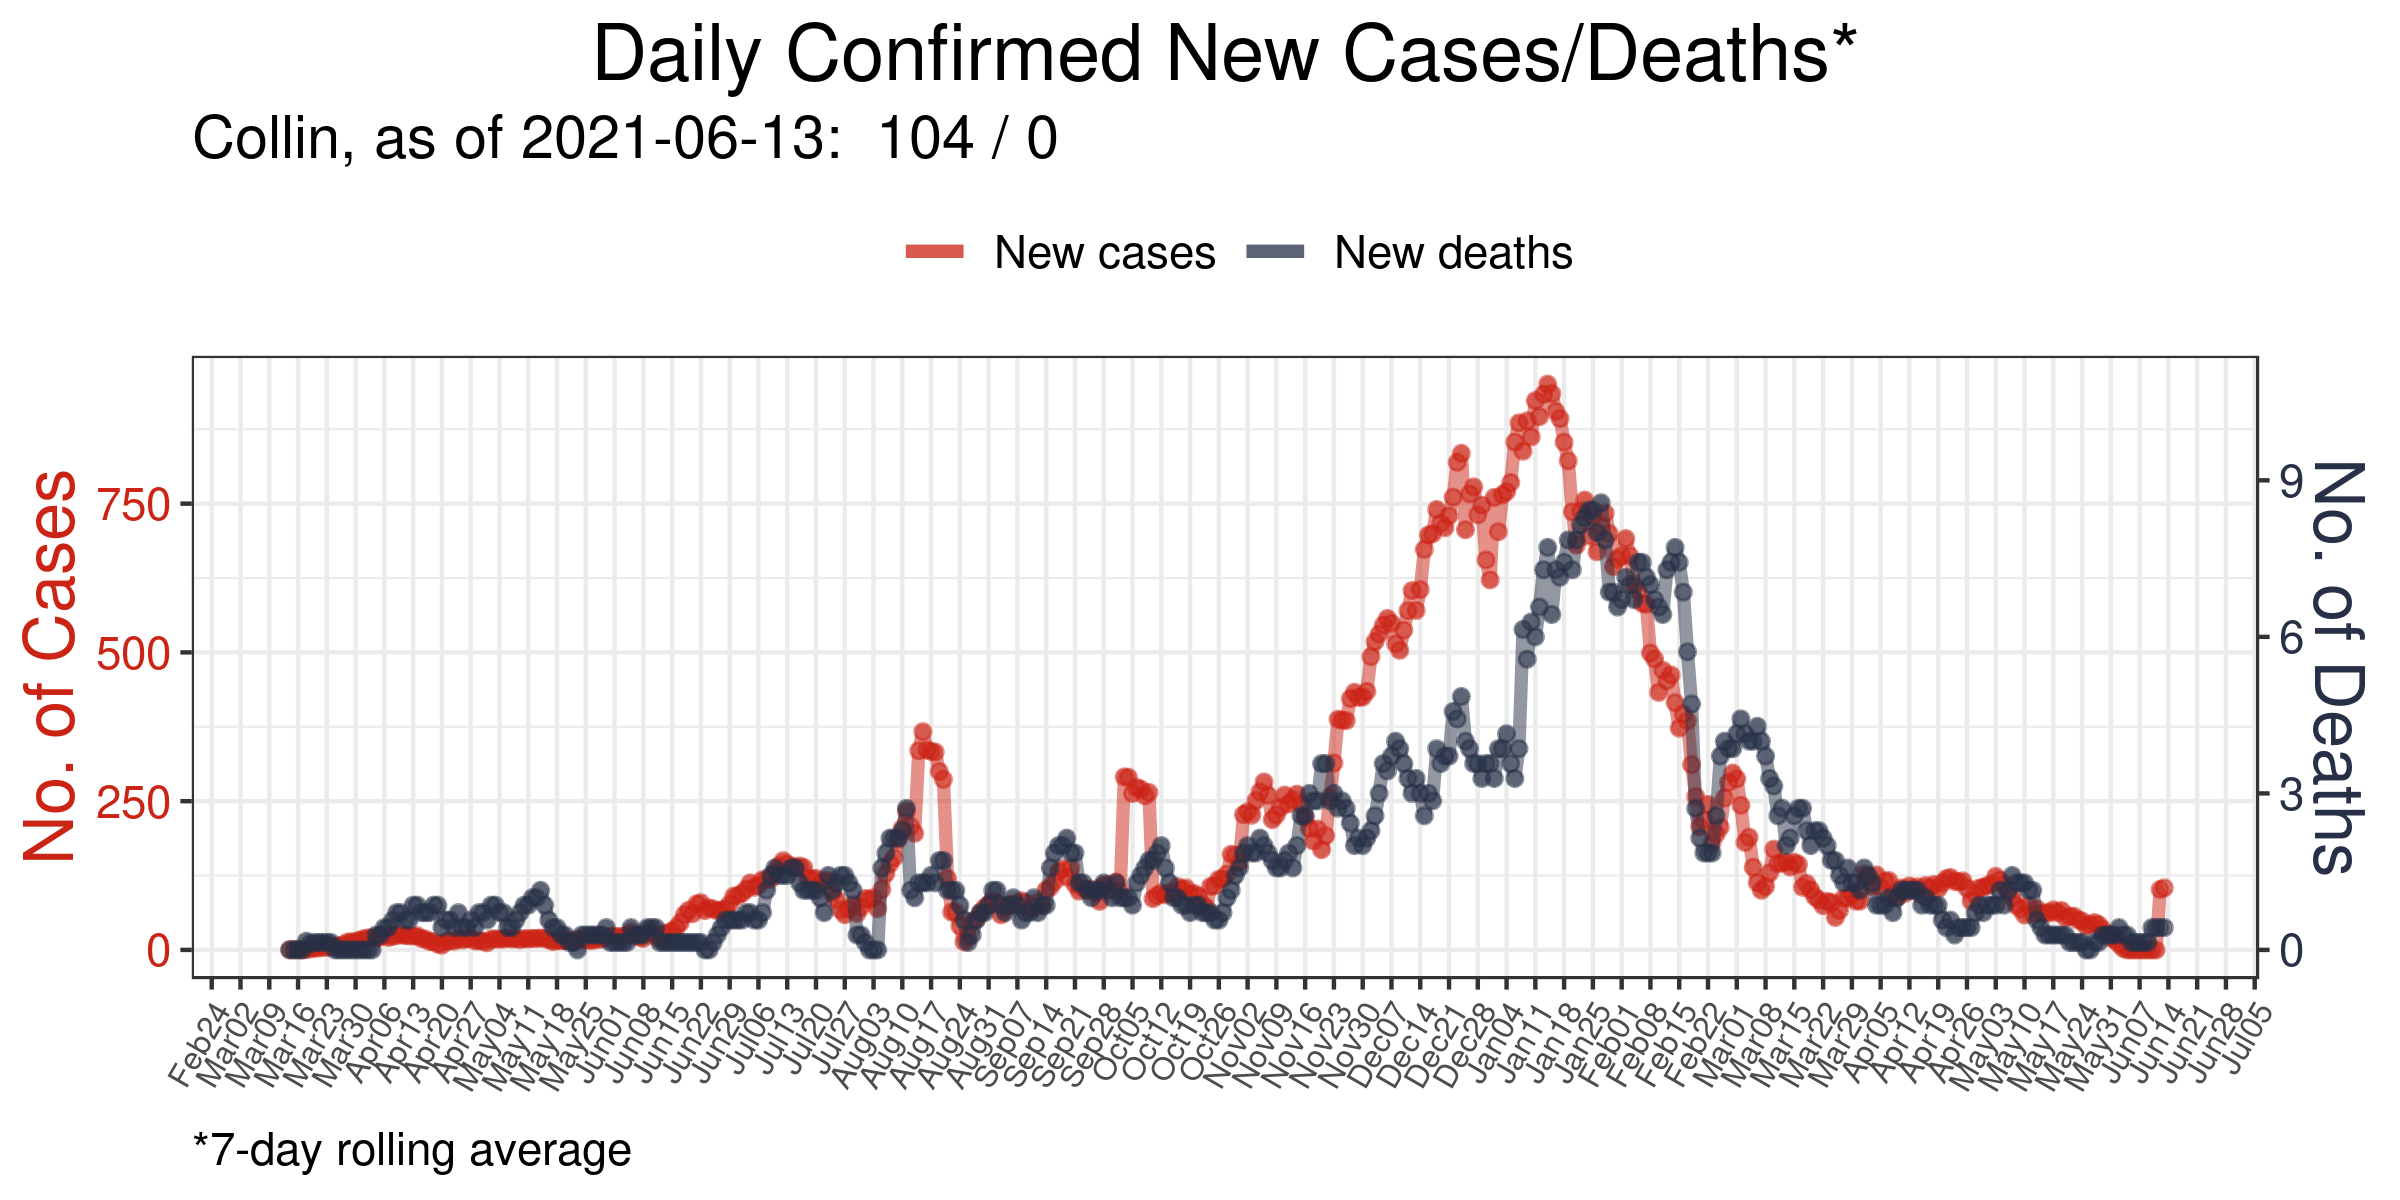 Daily Confirmed New Cases/Deaths*
Collin, as of 2021-06-13:  104 / 0
New cases
New deaths
No. of Cases
750
500
250
0
9
6
3
0
No. of Deaths
Feb24
Mar02
Mar09
Mar16
Mar23
Mar30
Apr06
Apr13
Apr20
Apr27
May04
May11
May18
May25
Jun01
Jun08
Jun15
Jun22
Jun29
Jul06
Jul13
Jul20
Jul27
Aug03
Aug10
Aug17
Aug24
Aug31
Sep07
Sep14
Sep21
Sep28
Oct05
Oct12
Oct19
Oct26
Nov02
Nov09
Nov16
Nov23
Nov30
Dec07
Dec14
Dec21
Dec28
Jan04
Jan11
Jan18
Jan25
Feb01
Feb08
Feb15
Feb22
Mar01
Mar08
Mar15
Mar22
Mar29
Apr05
Apr12
Apr19
Apr26
May03
May10
May17
May24
May31
Jun07
Jun14
Jun21
Jun28
Jul05
*7-day rolling average